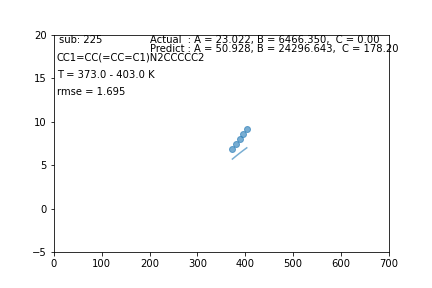 sub: 225
Actual : A = 23.022, B = 6466.350, C = 0.00
Predict : A = 50.928, B = 24296.643, C = 178.20
CC1=CC(=CC=C1)N2CCCCC2
T = 373.0 - 403.0 K
rmse = 1.695
20
15
10
5
0
−5
0 100 200 300 400 500 600 700